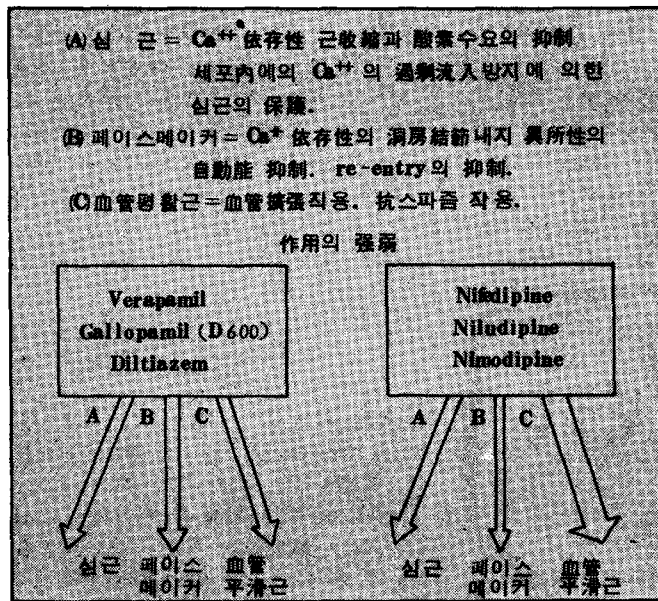 (A)심 근= Ca⁺⁺ 依存性 근收縮과 酸素수요의 抑制
세포內에의 Ca⁺⁺의 過剩流入방지에 의한
심근의 保護.
(B)페이스메이커=Ca⁺ 依存性의 洞房結節내지 異所性의
自動能 抑制. re-entry의 抑制.
(C)血管평활근=血管擴張작용. 抗스파즘 작용.
作用의 强弱
Verapamil
Gallopamil (D600)
Diltiazem
Nifedipine
Niludipine
Nimodipine
A B C
A B C
심근 페이스 血管
메이커 平滑근
심근 페이스 血管
메이커 平滑근